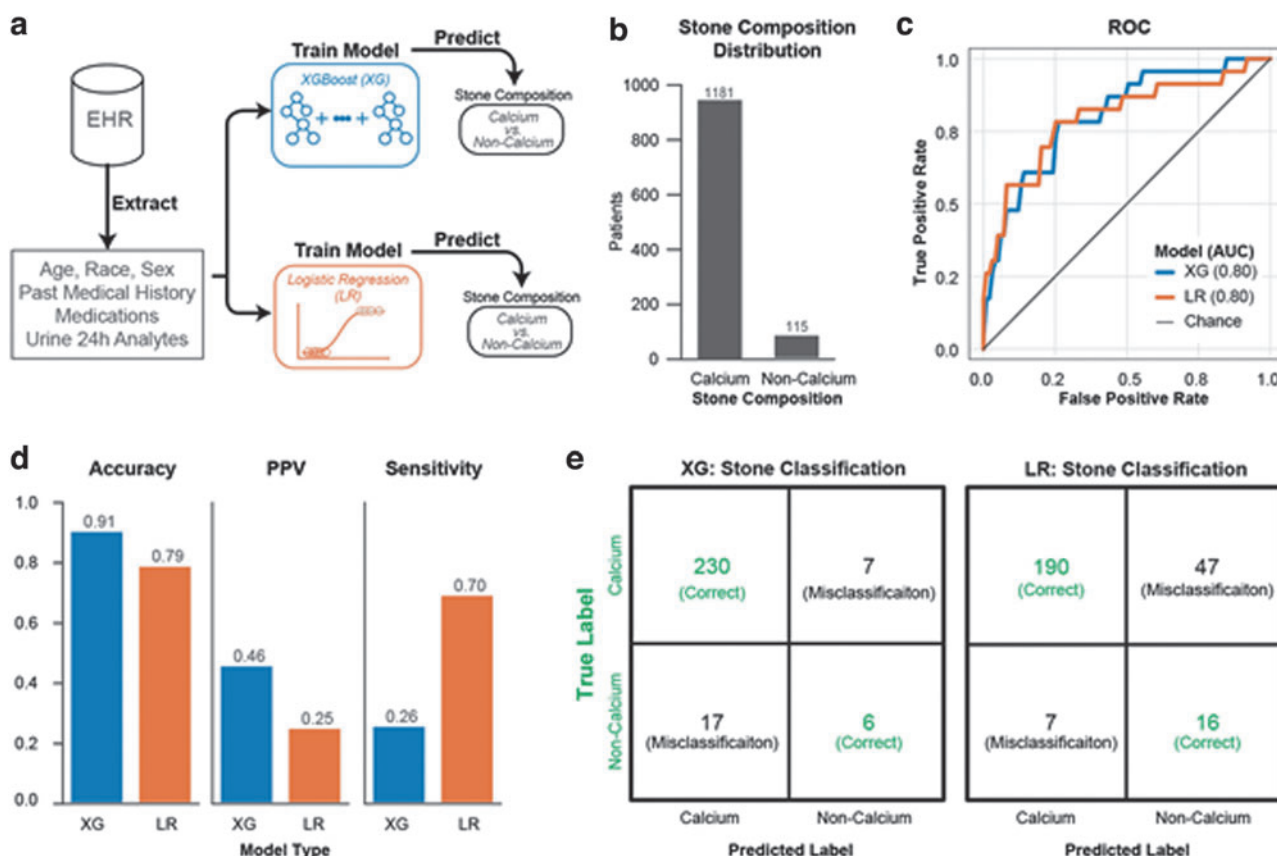 a
EHR
Extract
Age, Race, Sex
Past Medical History
Medications
Urine 24h Analytes
Train Model
XGBoost (XG)
Predict
Stone Composition
Calcium
vs.
Non-Calcium
Train Model
Logistic Regression
(LR)
Predict
Stone Composition
Calcium
vs.
Non-Calcium
b
Stone Composition
Distribution
Patients
1000
800
600
400
9000
0
1181
115
Calcium
Non-Calcium
Stone Composition
c
ROC
True Positive Rate
1.0
0.8
0.5
0.2
0.0
Model (AUC)
XG (0.80)
LR (0.80)
Chance
0.0
0.2
0.5
0.8
1.0
False Positive Rate
d
Accuracy
PPV
Sensitivity
1.0
0.8
0.6
0.4
0.2
0.0
0.91
0.79
0.46
0.25
0.26
0.70
XG
LR
XG
LR
XG
LR
Model Type
e
XG: Stone Classification
True Label
Calcium
Non-Calcium
230
(Correct)
7
(Misclassificaiton)
17
(Misclassificaiton)
6
(Correct)
Calcium
Non-Calcium
Predicted Label
LR: Stone Classification
190
(Correct)
47
(Misclassificaiton)
7
(Misclassificaiton)
16
(Correct)
Calcium
Non-Calcium
Predicted Label